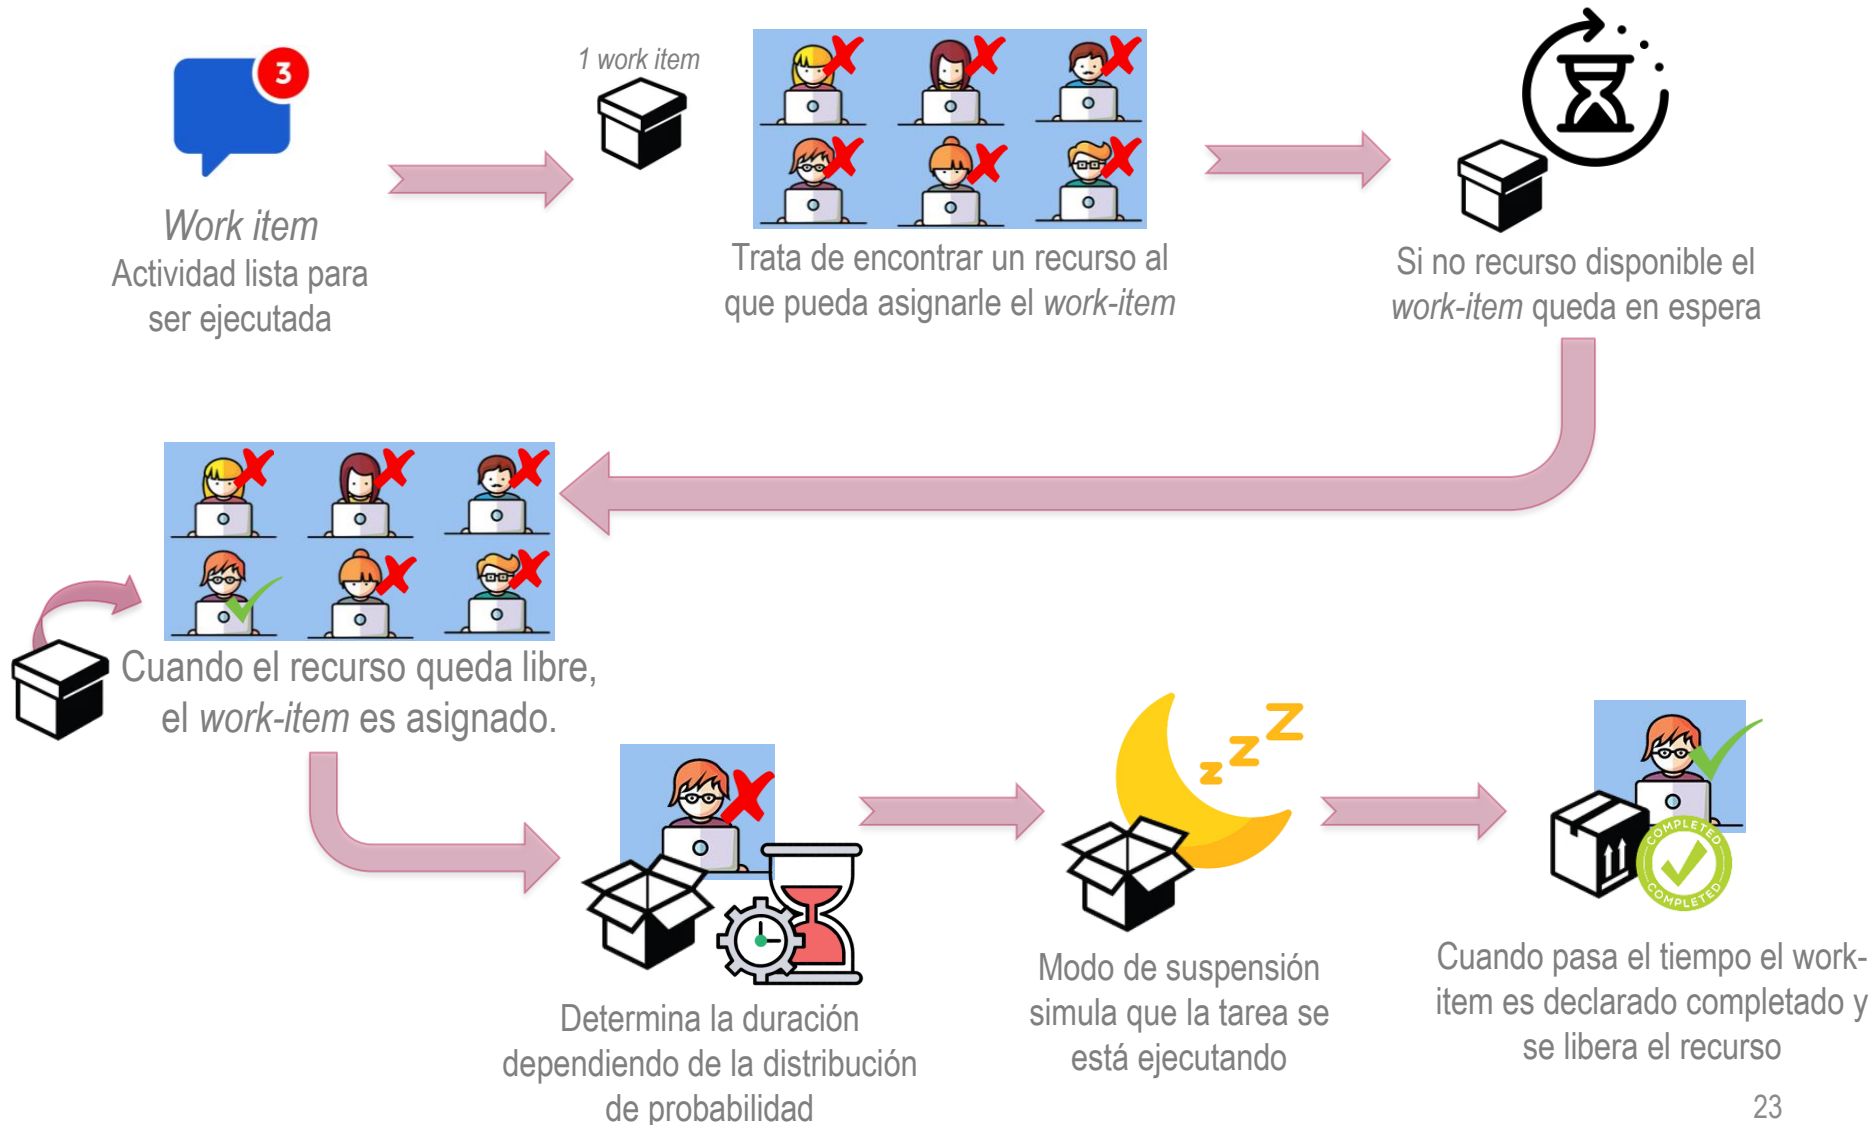 3
1 work item
Work item
Actividad lista para
ser ejecutada
Trata de encontrar un recurso al
que pueda asignarle el work-item
Si no recurso disponible el
work-item queda en espera
Cuando el recurso queda libre,
el work-item es asignado.
Determina la duración
dependiendo de la distribución
de probabilidad
z z Z
Modo de suspensión
simula que la tarea se
está ejecutando
COMPLETED
COMPLETED
Cuando pasa el tiempo el work-
item es declarado completado y
se libera el recurso
23